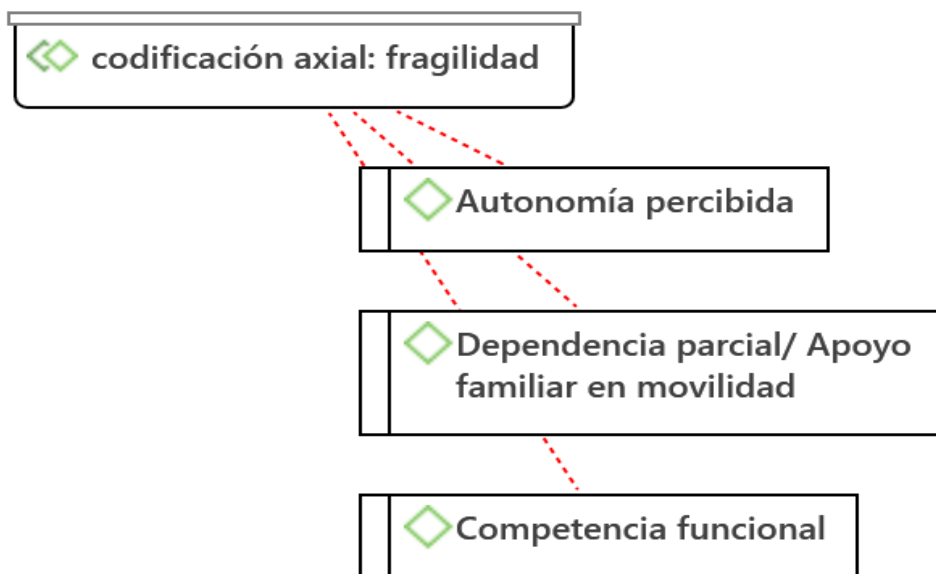 codificación axial: fragilidad
Autonomía percibida
Dependencia parcial/ Apoyo
familiar en movilidad
Competencia funcional